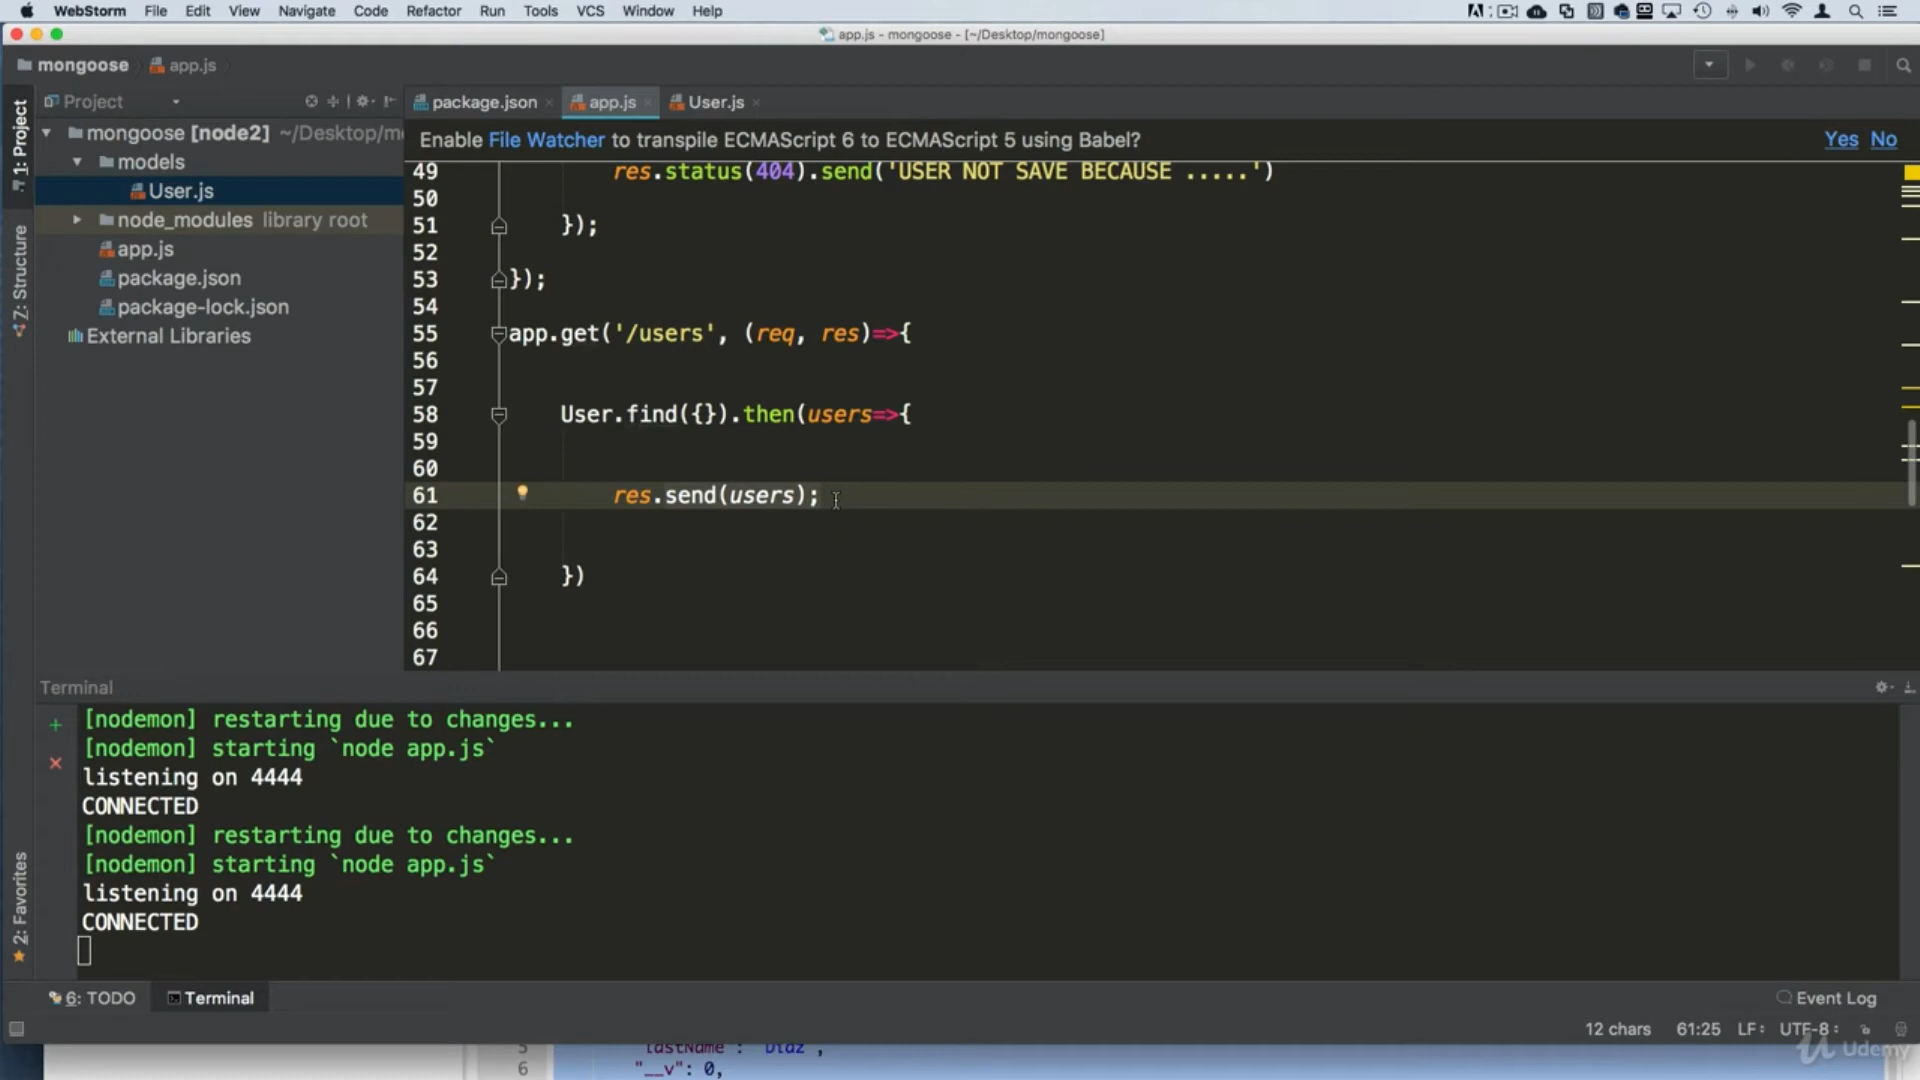 WebStorm File Edit View Navigate Code Refactor Run Tools VCS Window Help
app.js - mongoose - [~/Desktop/mongoose]
mongoose app.js
Project
package.json app.js User.js
1: Project
Z: Structure
2: Favorites
mongoose [node2] ~/Desktop/m
models
User.js
node_modules library root
app.js
package.json
package-lock.json
External Libraries
Enable File Watcher to transpile ECMAScript 6 to ECMAScript 5 using Babel? Yes No
49 res.status(404).send('USER NOT SAVE BECAUSE .....')
50
51 });
52
53 });
54
55 app.get('/users', (req, res)=>{
56
57
58 User.find({}).then(users=>{
59
60
61 res.send(users);
62
63
64 })
65
66
67
Terminal
[nodemon] restarting due to changes...
[nodemon] starting `node app.js`
listening on 4444
CONNECTED
[nodemon] restarting due to changes...
[nodemon] starting `node app.js`
listening on 4444
CONNECTED
6: TODO Terminal Event Log
12 chars 61:25 LF: UTF-8:
Udemy
5 "lastName": "Diaz",
6 "__v": 0,